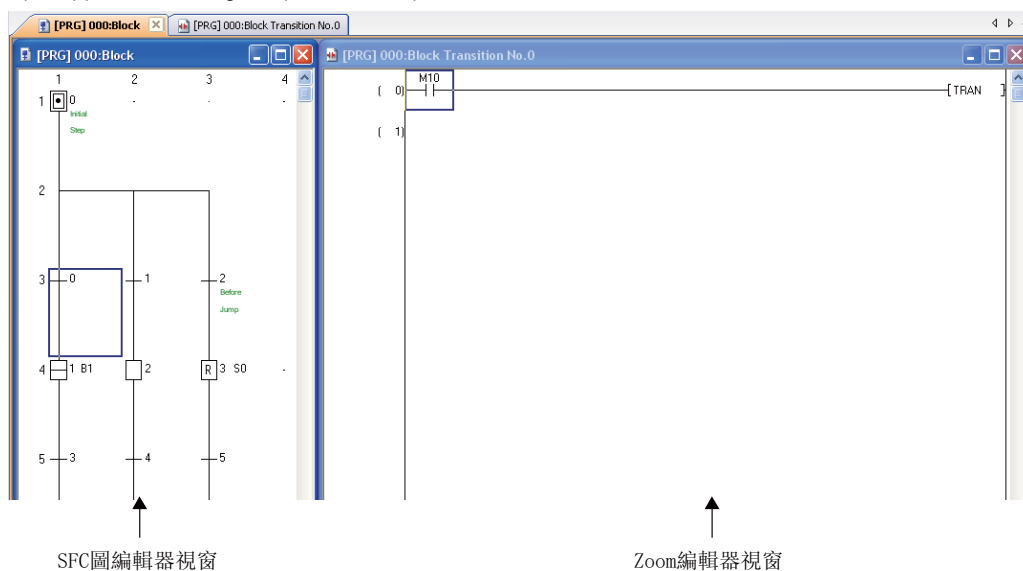 [PRG] 000:Block
[PRG] 000:Block Transition No.0
[PRG] 000:Block
1 2 3 4
1 0
Initial
Step
2
3 0 1 2
Before
Jump
4 1 B1 2 R 3 S0
5 3 4 5
[PRG] 000:Block Transition No.0
M10
( 0) TRAN
( 1)
SFC圖編輯器視窗
Zoom編輯器視窗